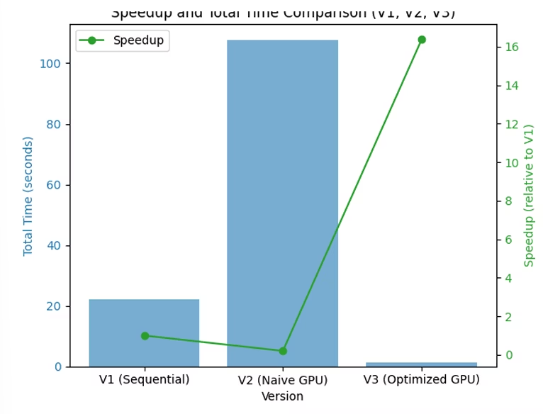 Speedup and Total Time Comparison (V1, V2, V3)
Speedup
100
80
60
40
20
0
Total Time (seconds)
16
14
12
10
8
6
4
2
0
Speedup (relative to V1)
V1 (Sequential) V2 (Naive GPU) V3 (Optimized GPU)
Version